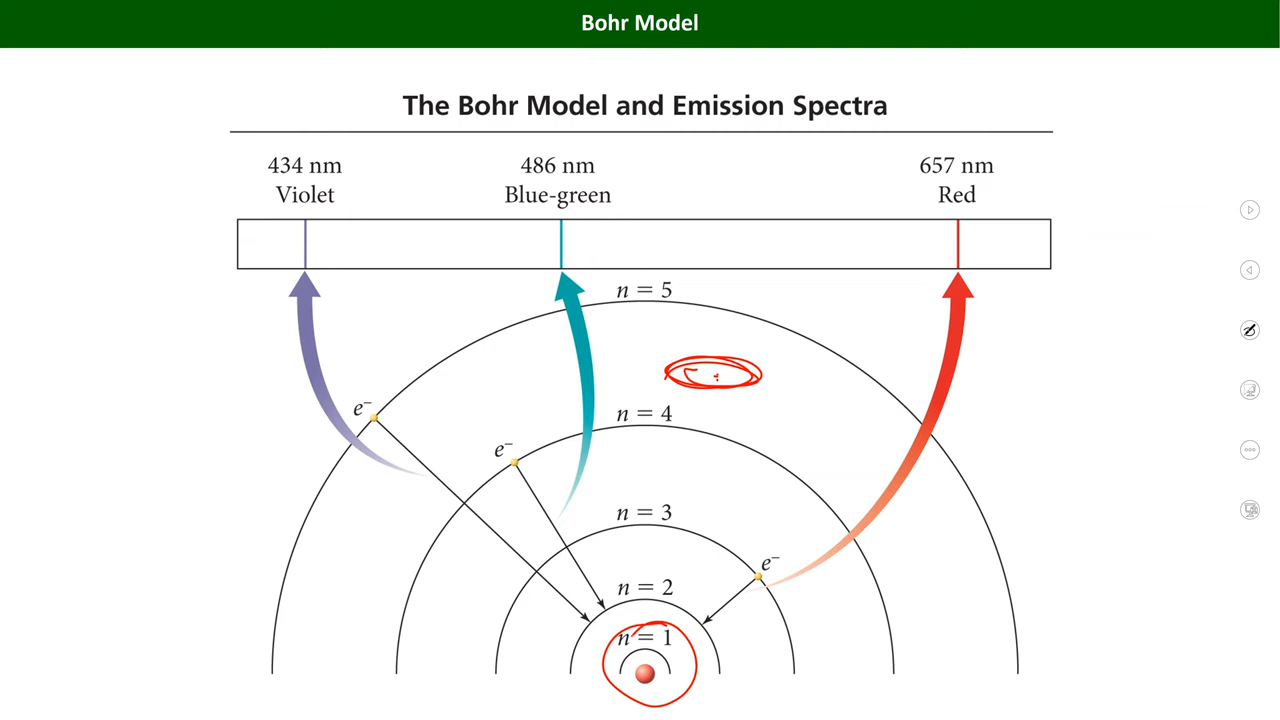 Bohr Model
The Bohr Model and Emission Spectra
434 nm
Violet
486 nm
Blue-green
657 nm
Red
n = 5
e⁻
n = 4
e⁻
n = 3
e⁻
n = 2
n = 1